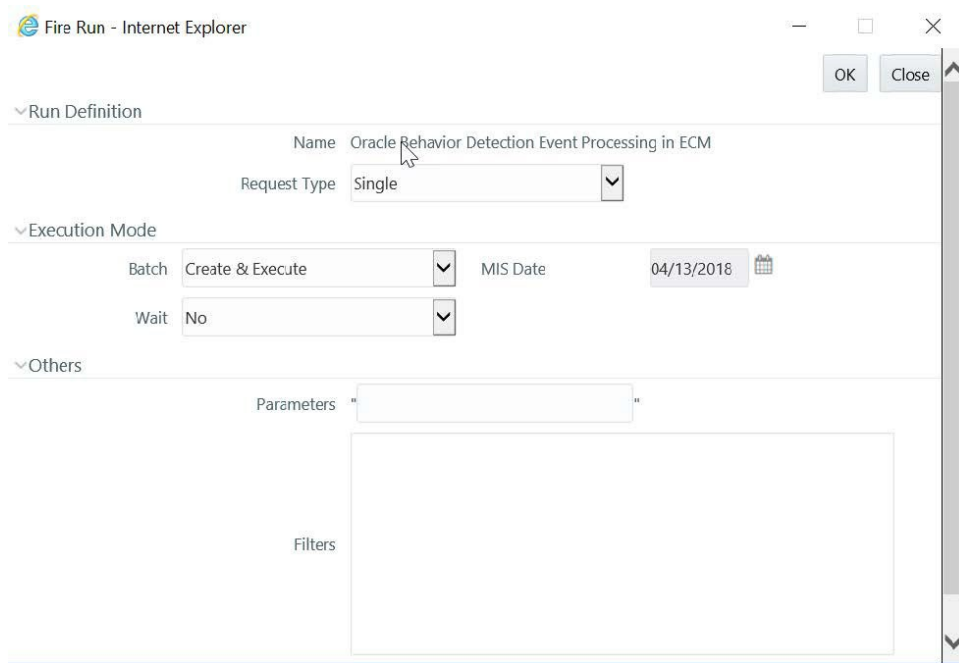 Fire Run - Internet Explorer
OK Close
Run Definition
Name Oracle Behavior Detection Event Processing in ECM
Request Type Single
Execution Mode
Batch Create & Execute MIS Date 04/13/2018
Wait No
Others
Parameters " "
Filters